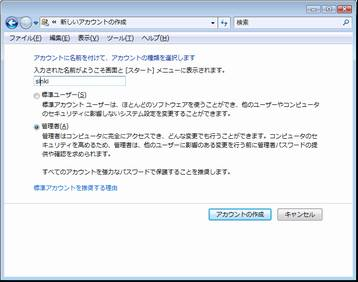 新しいアカウントの作成
検索
ファイル(F) 編集(E) 表示(V) ツール(T) ヘルプ(H)
アカウントに名前を付けて、アカウントの種類を選択します
入力された名前がようこそ画面と [スタート] メニューに表示されます。
sinki
標準ユーザー(S)
標準アカウント ユーザーは、ほとんどのソフトウェアを使うことができ、他のユーザーやコンピュータの
セキュリティに影響しないシステム設定を変更することができます。
管理者(A)
管理者はコンピュータに完全にアクセスでき、どんな変更でも行うことができます。コンピュータのセ
キュリティを高めるため、管理者は、他のユーザーに影響のある変更を行う前に管理者パスワードの提
供や確認を求められます。
すべてのアカウントを強力なパスワードで保護することを推奨します。
標準アカウントを推奨する理由
アカウントの作成 キャンセル